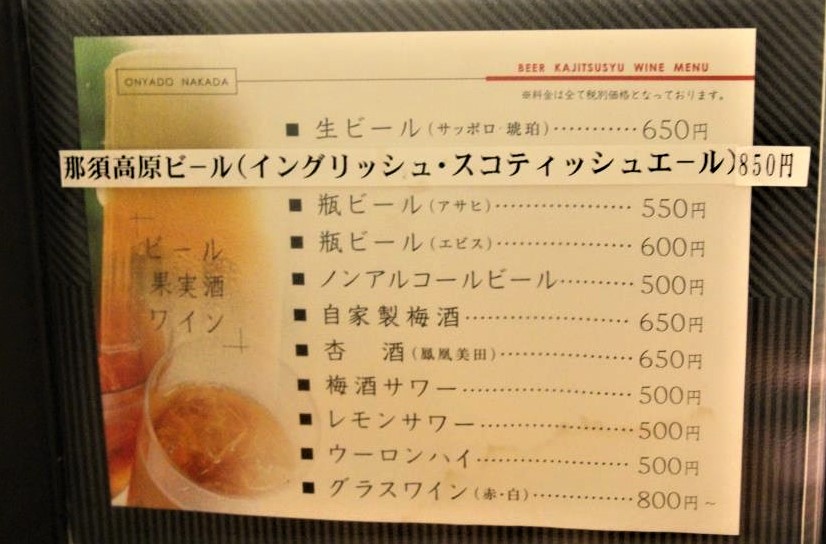 ONYADO NAKADA
BEER KAJITSUSYU WINE MENU
※料金は全て税別価格となっております。
■ 生ビール(サッポロ・琥珀)…………650円
那須高原ビール(イングリッシュ・スコティッシュエール)850円
■ 瓶ビール(アサヒ)………………550円
■ 瓶ビール(エビス)………………600円
■ ノンアルコールビール…………500円
■ 自家製梅酒……………………650円
■ 杏 酒(鳳凰美田)………………650円
■ 梅酒サワー……………………500円
■ レモンサワー…………………500円
■ ウーロンハイ…………………500円
■ グラスワイン(赤・白)……………800円~
ビール
果実酒
ワイン